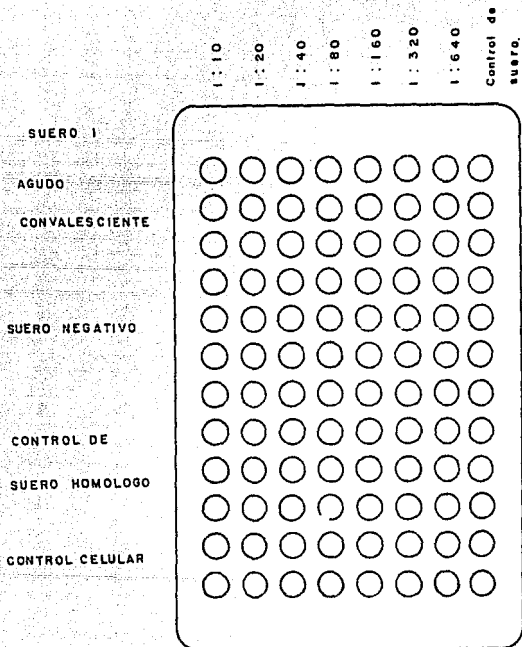 1:10
1:20
1:40
1:80
1:160
1:320
1:640
Control de
suero.
SUERO 1
AGUDO
CONVALESCIENTE
SUERO NEGATIVO
CONTROL DE
SUERO HOMOLOGO
CONTROL CELULAR